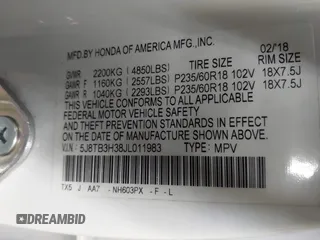 MFD.BY HONDA OF AMERICA MFG.,INC. 02/'18
TIRE SIZE RIM SIZE
GVWR 2200KG (4850LBS)
GAWR F 1160KG (2557LBS) P235/60R18 102V 18X7.5J
GAWR R 1040KG (2293LBS) P235/60R18 102V 18X7.5J
THIS VEHICLE CONFORMS TO ALL APPLICABLE
FEDERAL MOTOR VEHICLE SAFETY
AND THEFT PREVENTION STANDARDS IN
EFFECT ON THE DATE OF MANUFACTURE
SHOWN ABOVE.
V.I.N: 5J8TB3H38JL011983 TYPE: MPV
TX5 J AA7 -NH603PX -F -L
DREAMBID